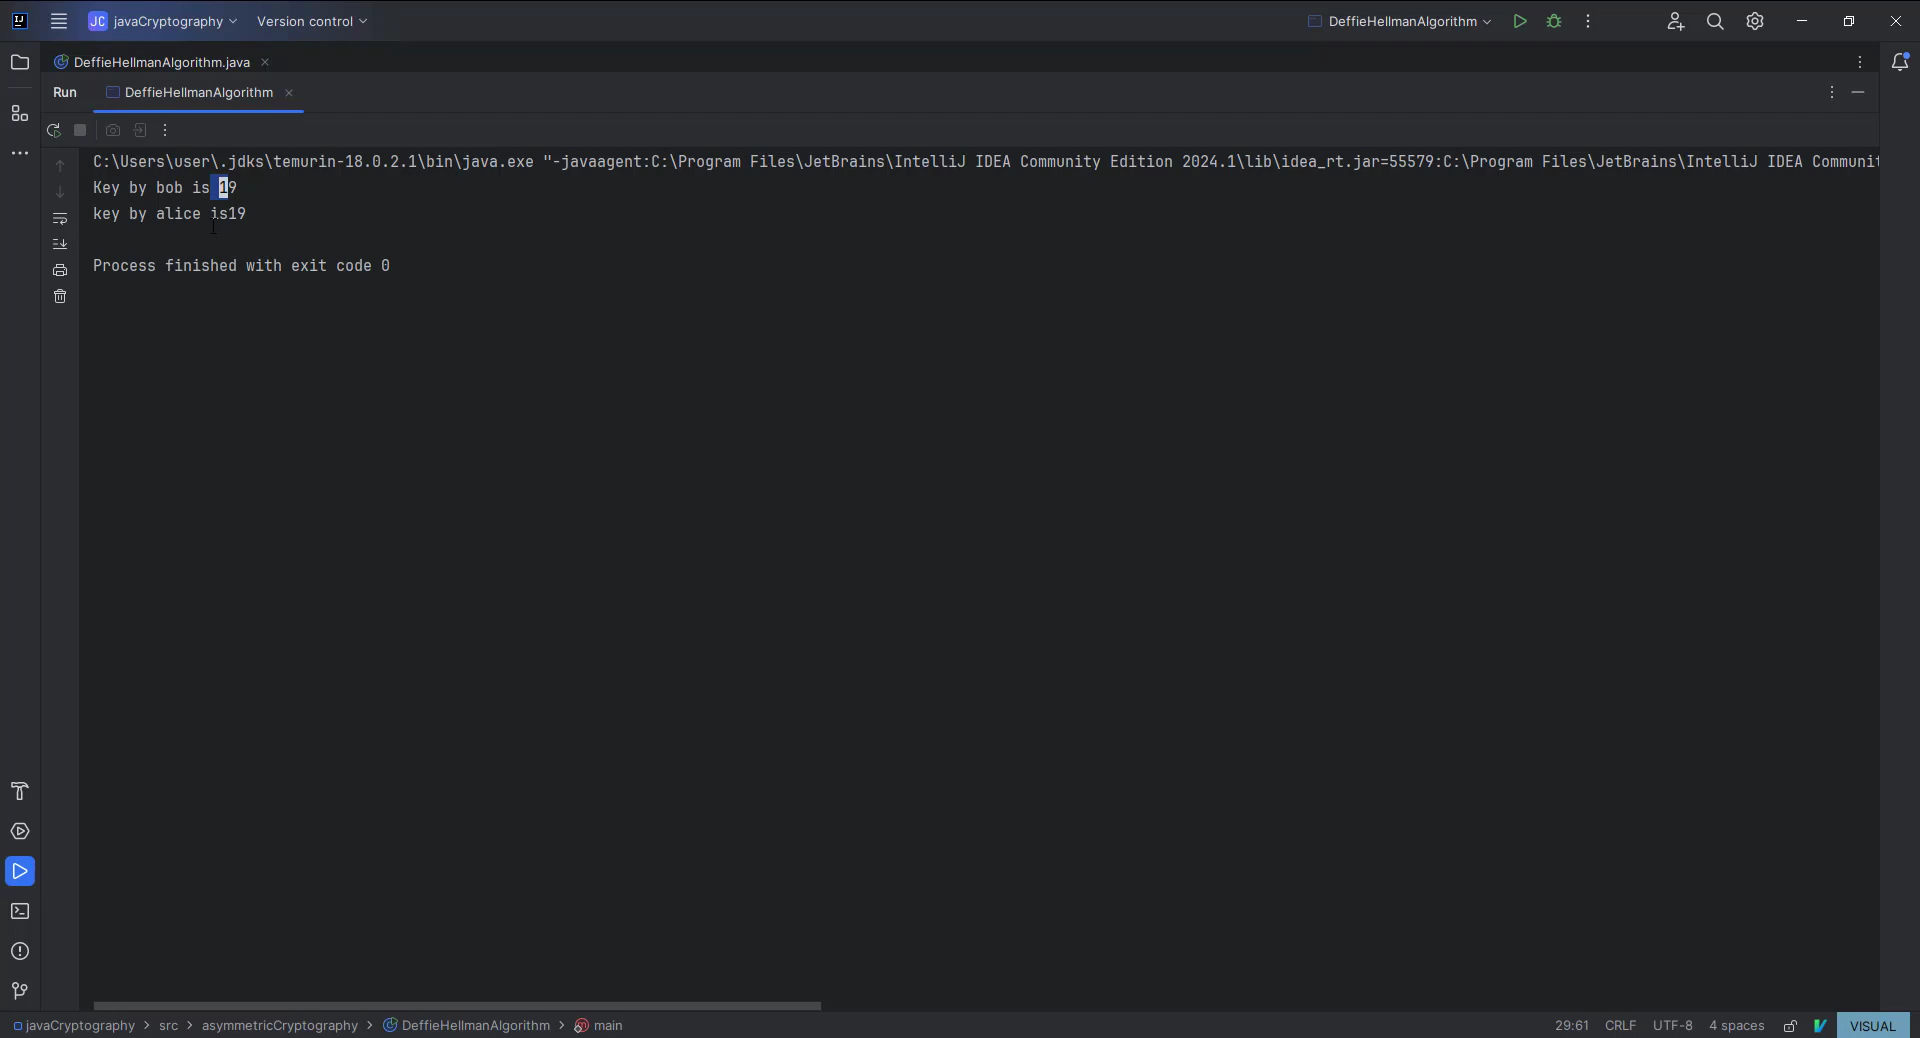 JC javaCryptography Version control DeffieHellmanAlgorithm
DeffieHellmanAlgorithm.java
Run DeffieHellmanAlgorithm
C:\Users\user\.jdks\temurin-18.0.2.1\bin\java.exe "-javaagent:C:\Program Files\JetBrains\IntelliJ IDEA Community Edition 2024.1\lib\idea_rt.jar=55579:C:\Program Files\JetBrains\IntelliJ IDEA Communit
Key by bob is 19
key by alice is19
Process finished with exit code 0
javaCryptography > src > asymmetricCryptography > DeffieHellmanAlgorithm > main 29:61 CRLF UTF-8 4 spaces VISUAL